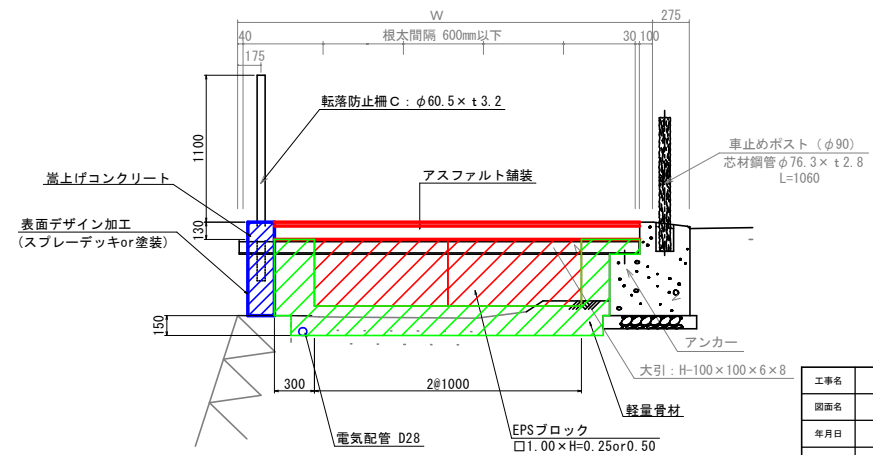 W
275
40
根太間隔 600mm以下
30
100
175
転落防止柵C：φ60.5×t3.2
車止めポスト（φ90）
芯材鋼管φ76.3×t2.8
L=1060
1100
嵩上げコンクリート
アスファルト舗装
表面デザイン加工
(スプレーデッキor塗装)
130
150
アンカー
大引：H-100×100×6×8
300
2@1000
軽量骨材
電気配管 D28
EPSブロック
□1.00×H=0.25or0.50
工事名
図面名
年月日